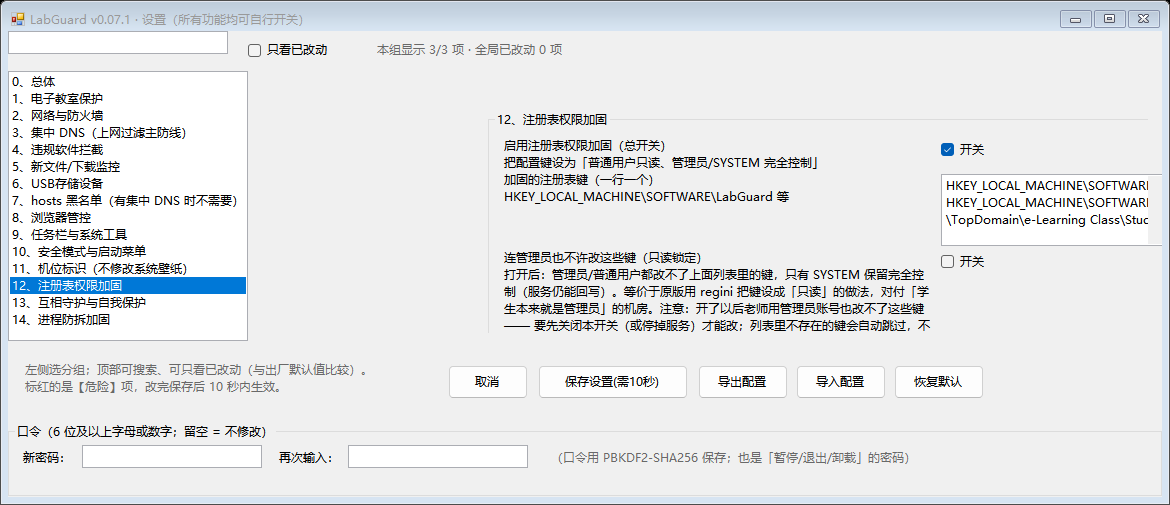 LabGuard v0.07.1 · 设置（所有功能均可自行开关）
只看已改动
本组显示 3/3 项 · 全局已改动 0 项
0、总体
1、电子教室保护
2、网络与防火墙
3、集中 DNS（上网过滤主防线）
4、违规软件拦截
5、新文件/下载监控
6、USB存储设备
7、hosts 黑名单（有集中 DNS 时不需要）
8、浏览器管控
9、任务栏与系统工具
10、安全模式与启动菜单
11、机位标识（不修改系统壁纸）
12、注册表权限加固
13、互相守护与自我保护
14、进程防拆加固
12、注册表权限加固
启用注册表权限加固（总开关）
把配置键设为「普通用户只读、管理员/SYSTEM 完全控制」
开关
加固的注册表键（一行一个）
HKEY_LOCAL_MACHINE\SOFTWARE\LabGuard 等
HKEY_LOCAL_MACHINE\SOFTWARE
HKEY_LOCAL_MACHINE\SOFTWARE
\TopDomain\e-Learning Class\Stuc
连管理员也不许改这些键（只读锁定）
开关
打开后：管理员/普通用户都改不了上面列表里的键，只有 SYSTEM 保留完全控
制（服务仍能回写）。等价于原版用 regini 把键设成「只读」的做法，对付「学
生本来就是管理员」的机房。注意：开了以后老师用管理员账号也改不了这些键
—— 要先关闭本开关（或停掉服务）才能改；列表里不存在的键会自动跳过，不
左侧选分组；顶部可搜索、可只看已改动（与出厂默认值比较）。
标红的是【危险】项，改完保存后 10 秒内生效。
取消
保存设置(需10秒)
导出配置
导入配置
恢复默认
口令（6 位及以上字母或数字；留空 = 不修改）
新密码：
再次输入：
（口令用 PBKDF2-SHA256 保存；也是「暂停/退出/卸载」的密码）